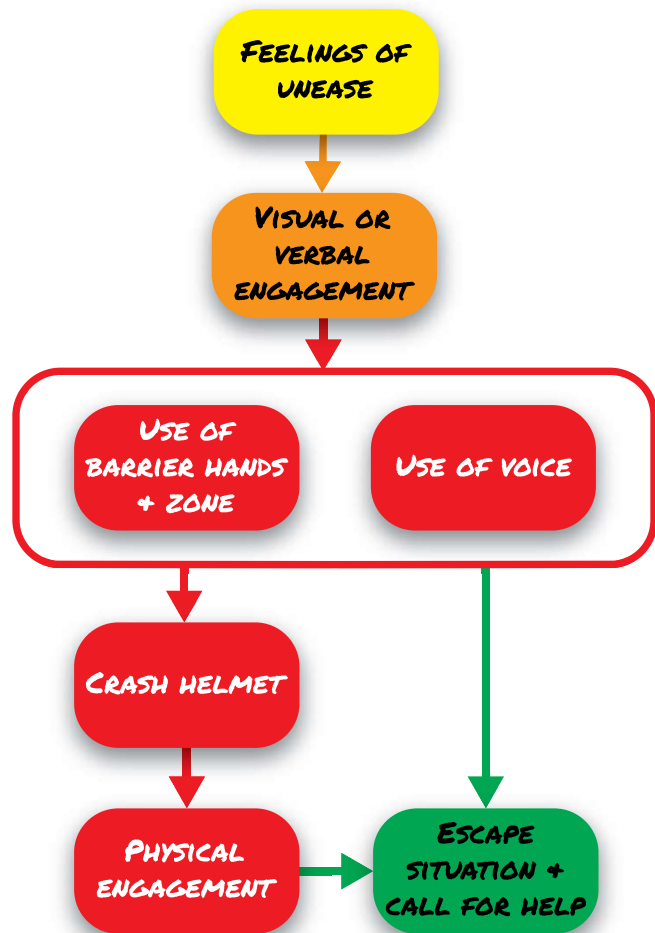 FEELINGS OF
UNEASE
VISUAL OR
VERBAL
ENGAGEMENT
USE OF
BARRIER HANDS
& ZONE
USE OF VOICE
CRASH HELMET
PHYSICAL
ENGAGEMENT
ESCAPE
SITUATION &
CALL FOR HELP